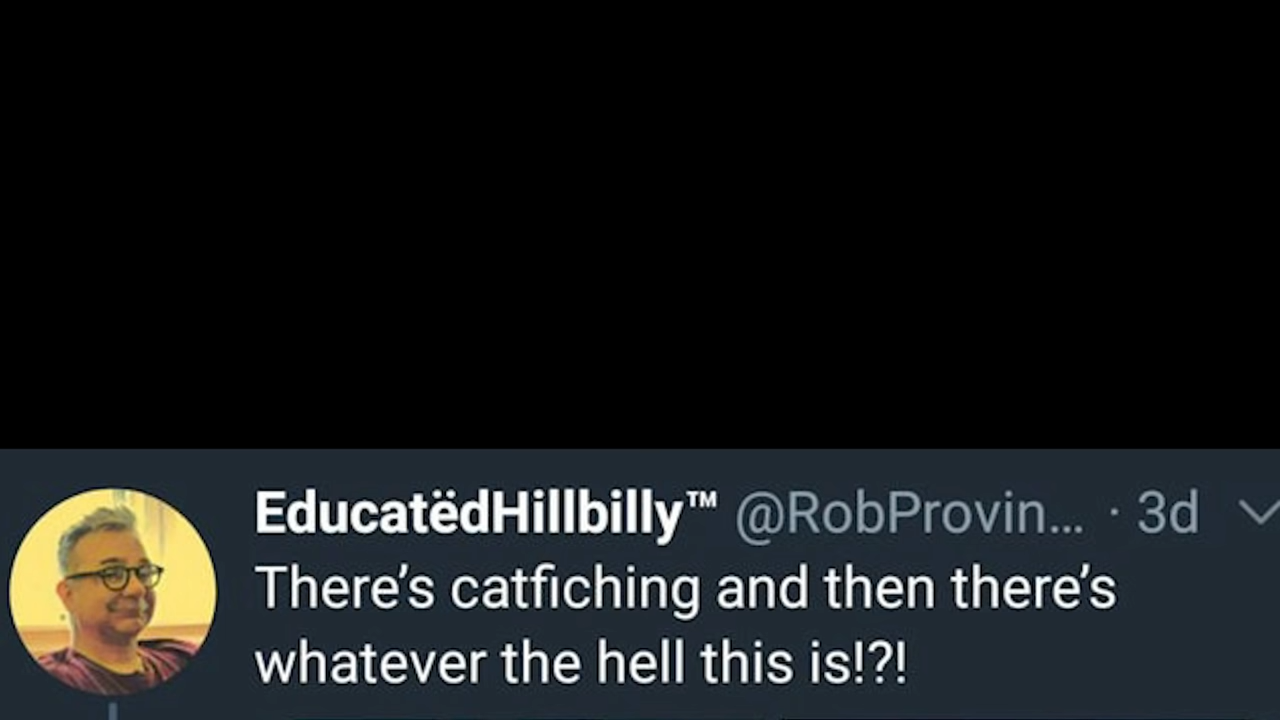 EducatëdHillbilly™ @RobProvin… · 3d
There’s catfiching and then there’s
whatever the hell this is!?!